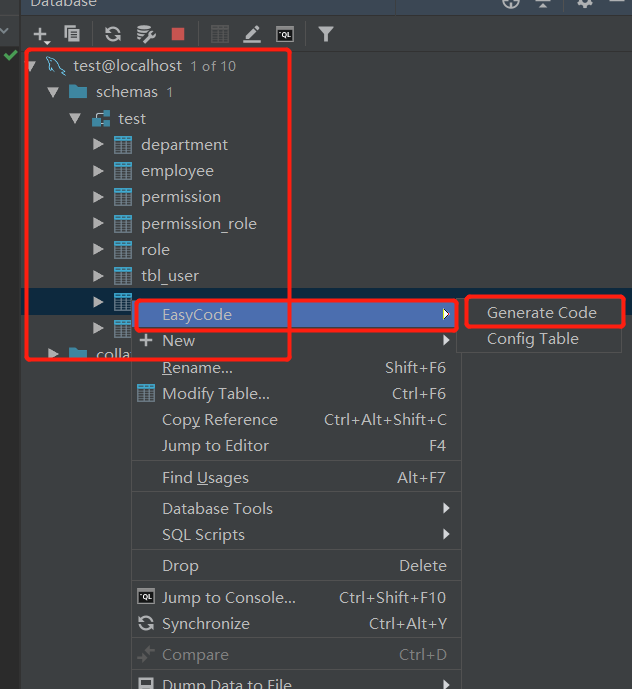 Database
test@localhost 1 of 10
schemas 1
test
department
employee
permission
permission_role
role
tbl_user
EasyCode
Generate Code
New
Config Table
colla
Rename... Shift+F6
Modify Table... Ctrl+F6
Copy Reference Ctrl+Alt+Shift+C
Jump to Editor F4
Find Usages Alt+F7
Database Tools
SQL Scripts
Drop Delete
Jump to Console... Ctrl+Shift+F10
Synchronize Ctrl+Alt+Y
Compare Ctrl+D
Dump Data to File